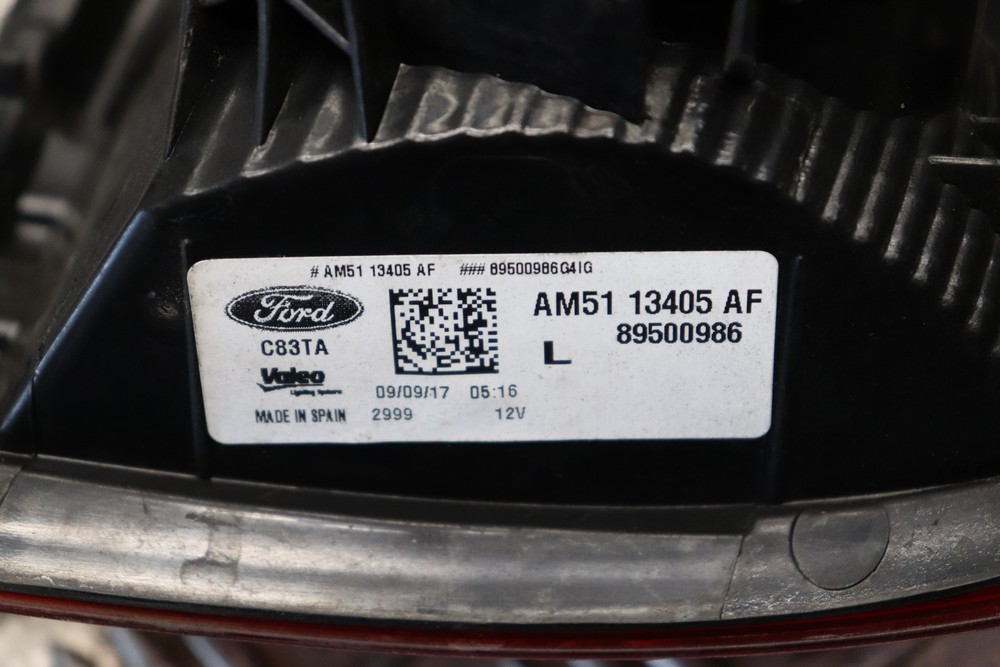 # AM51 13405 AF ### 89500986G4IG
Ford
C83TA
Valeo
Lighting Systems
09/09/17 05:16
MADE IN SPAIN 2999 12V
AM51 13405 AF
89500986
L